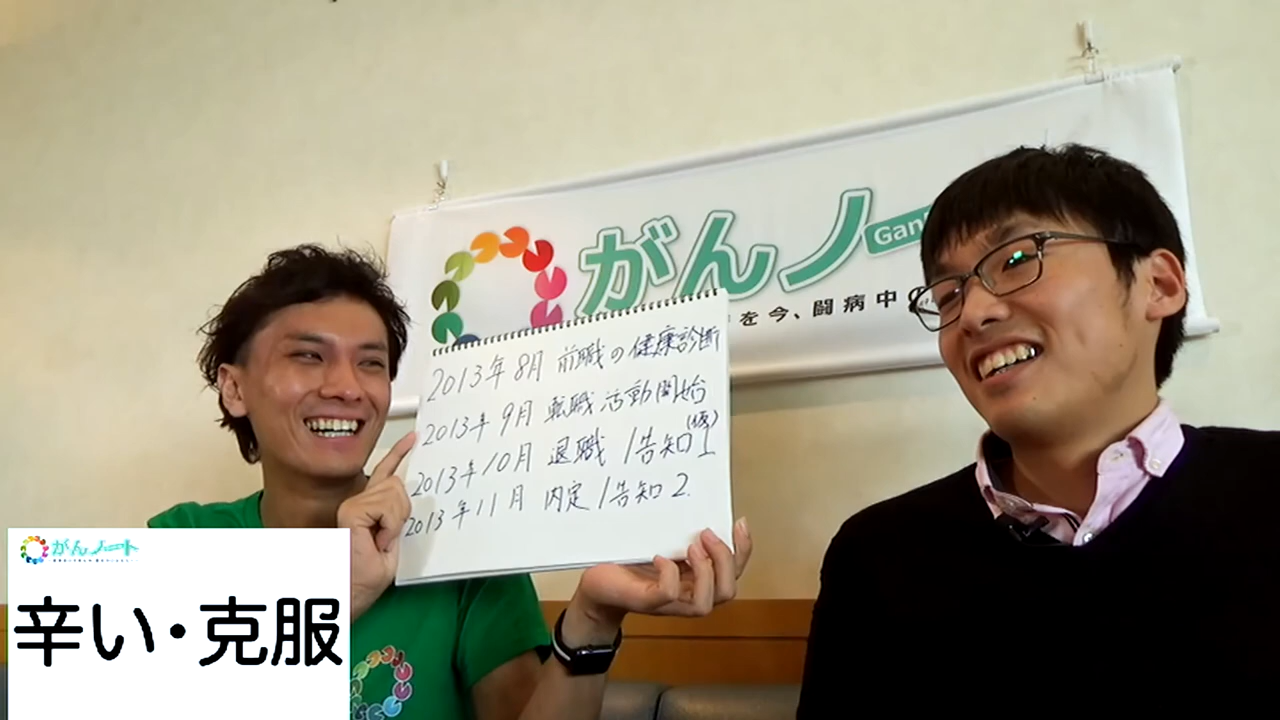 がんノ
Gan
を今、闘病中の
2013年8月 前職の健康診断
2013年9月 転職活動開始
2013年10月 退職/告知1(仮)
2013年11月 内定/告知2.
がんノート
辛い・克服